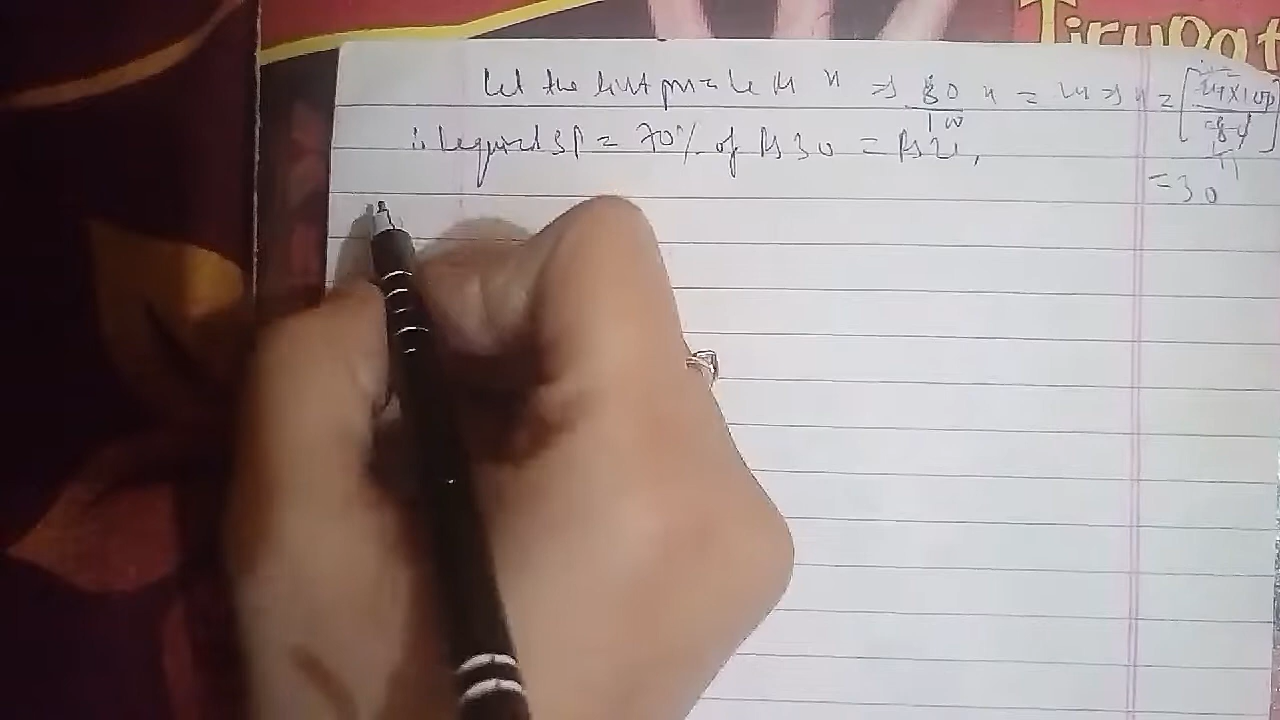 Tirupat
Let the list price be Rs x ⇒ 80 x = 24 ⇒ x = [24×100
100 80]
∴ Required SP = 70% of Rs 30 = Rs 21,
= 30